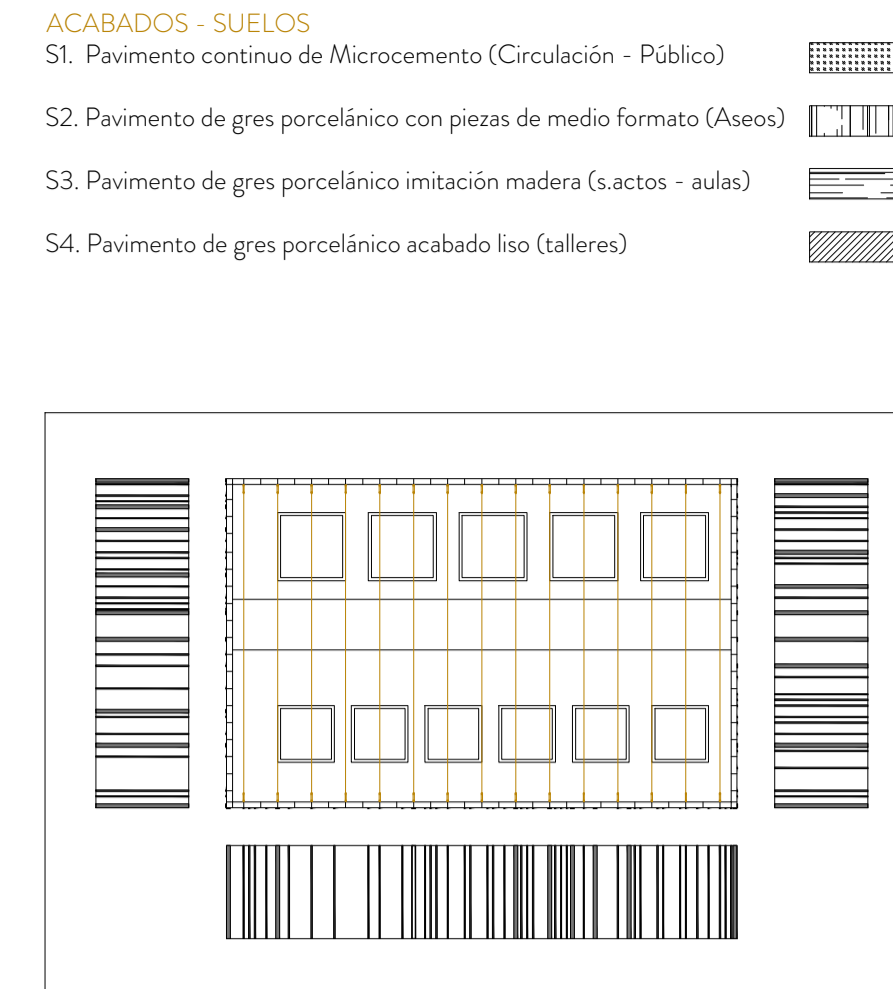 ACABADOS - SUELOS
S1. Pavimento continuo de Microcemento (Circulación - Público)
S2. Pavimento de gres porcelánico con piezas de medio formato (Aseos)
S3. Pavimento de gres porcelánico imitación madera (s.actos - aulas)
S4. Pavimento de gres porcelánico acabado liso (talleres)